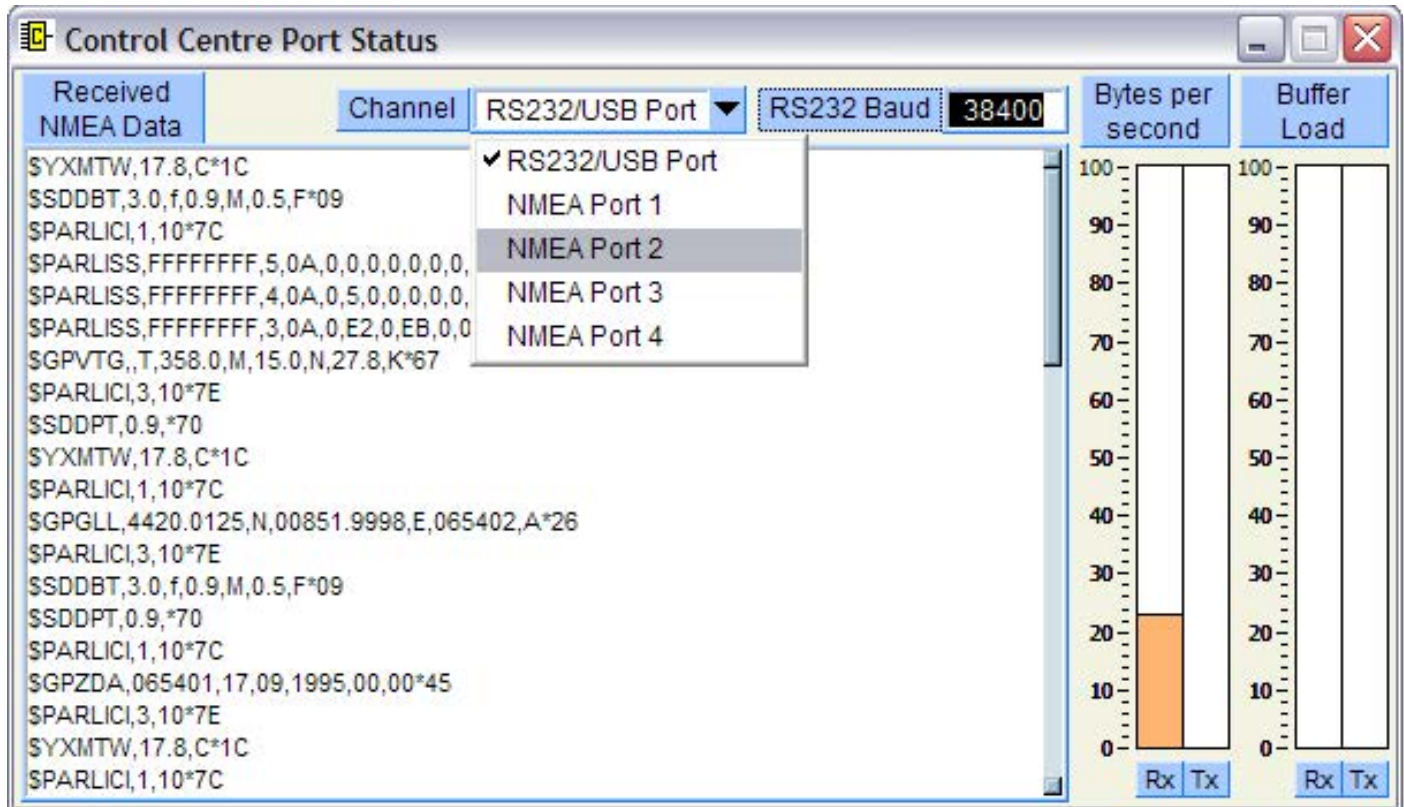 Control Centre Port Status
Received
NMEA Data
Channel
RS232/USB Port
RS232 Baud
38400
Bytes per
second
Buffer
Load
✔RS232/USB Port
NMEA Port 1
NMEA Port 2
NMEA Port 3
NMEA Port 4
$YXMTW,17.8,C*1C
$SDDBT,3.0,f,0.9,M,0.5,F*09
$PARLICI,1,10*7C
$PARLISS,FFFFFFFF,5,0A,0,0,0,0,0,0,0,
$PARLISS,FFFFFFFF,4,0A,0,5,0,0,0,0,0,
$PARLISS,FFFFFFFF,3,0A,0,E2,0,EB,0,0
$GPVTG,,T,358.0,M,15.0,N,27.8,K*67
$PARLICI,3,10*7E
$SDDPT,0.9,*70
$YXMTW,17.8,C*1C
$PARLICI,1,10*7C
$GPGLL,4420.0125,N,00851.9998,E,065402,A*26
$PARLICI,3,10*7E
$SDDBT,3.0,f,0.9,M,0.5,F*09
$SDDPT,0.9,*70
$PARLICI,1,10*7C
$GPZDA,065401,17,09,1995,00,00*45
$PARLICI,3,10*7E
$YXMTW,17.8,C*1C
$PARLICI,1,10*7C
100
90
80
70
60
50
40
30
20
10
0
Rx Tx
100
90
80
70
60
50
40
30
20
10
0
Rx Tx